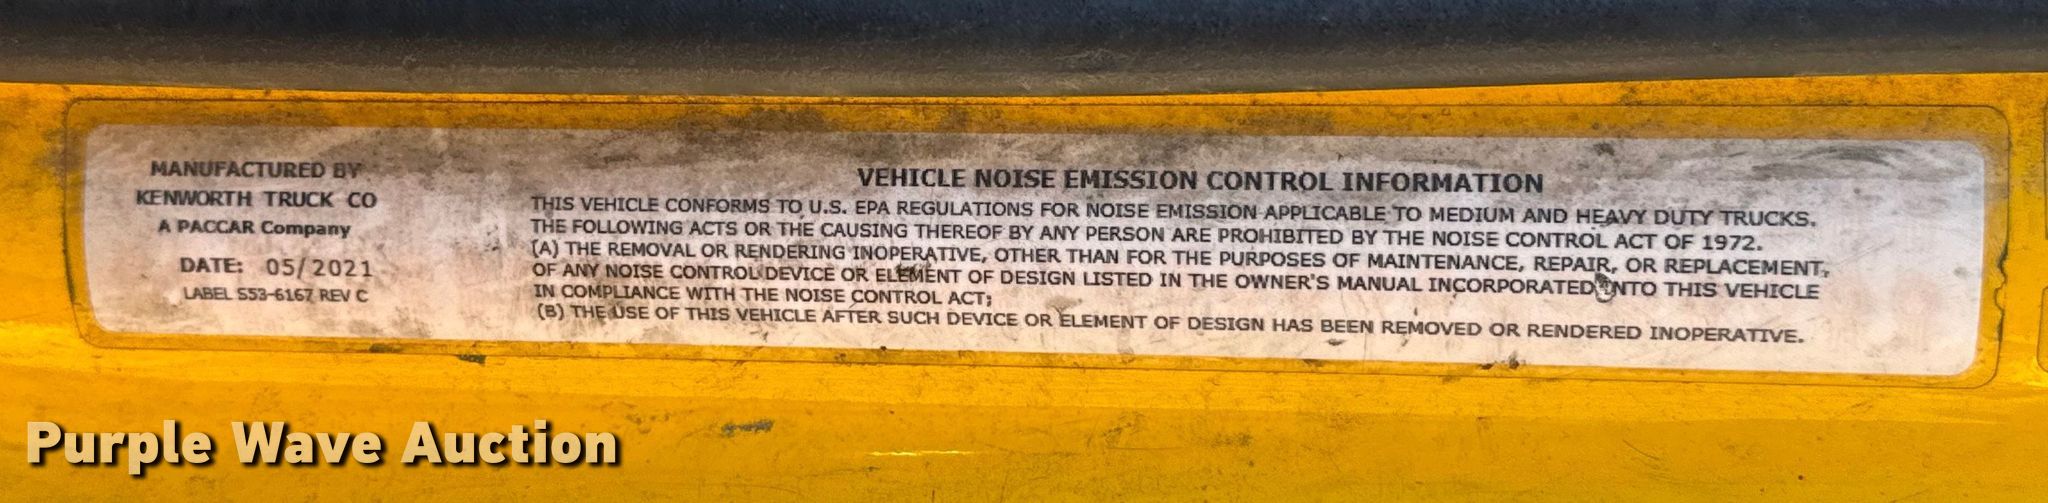 MANUFACTURED BY
KENWORTH TRUCK CO
A PACCAR Company
DATE: 05/2021
LABEL S53-6167 REV C
VEHICLE NOISE EMISSION CONTROL INFORMATION
THIS VEHICLE CONFORMS TO U.S. EPA REGULATIONS FOR NOISE EMISSION APPLICABLE TO MEDIUM AND HEAVY DUTY TRUCKS.
THE FOLLOWING ACTS OR THE CAUSING THEREOF BY ANY PERSON ARE PROHIBITED BY THE NOISE CONTROL ACT OF 1972.
(A) THE REMOVAL OR RENDERING INOPERATIVE, OTHER THAN FOR THE PURPOSES OF MAINTENANCE, REPAIR, OR REPLACEMENT,
OF ANY NOISE CONTROL DEVICE OR ELEMENT OF DESIGN LISTED IN THE OWNER'S MANUAL INCORPORATED INTO THIS VEHICLE
IN COMPLIANCE WITH THE NOISE CONTROL ACT;
(B) THE USE OF THIS VEHICLE AFTER SUCH DEVICE OR ELEMENT OF DESIGN HAS BEEN REMOVED OR RENDERED INOPERATIVE.
Purple Wave Auction